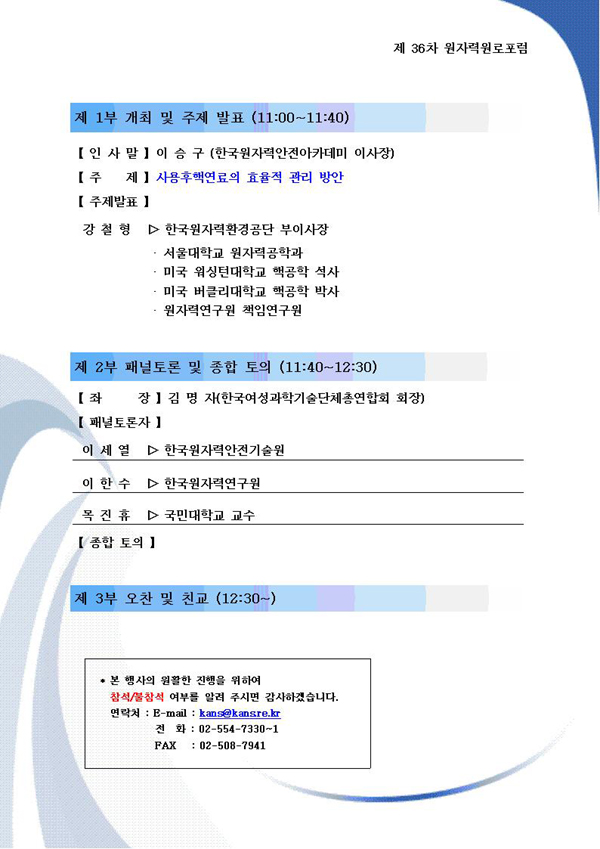 제 36차 원자력원로포럼
제 1부 개최 및 주제 발표 (11:00~11:40)
【 인 사 말 】 이 승 구 (한국원자력안전아카데미 이사장)
【 주 제 】 사용후핵연료의 효율적 관리 방안
【 주제발표 】
강 철 형 ▷ 한국원자력환경공단 부이사장
· 서울대학교 원자력공학과
· 미국 워싱턴대학교 핵공학 석사
· 미국 버클리대학교 핵공학 박사
· 원자력연구원 책임연구원
제 2부 패널토론 및 종합 토의 (11:40~12:30)
【 좌 장 】 김 명 자(한국여성과학기술단체총연합회 회장)
【 패널토론자 】
이 세 열 ▷ 한국원자력안전기술원
이 한 수 ▷ 한국원자력연구원
목 진 휴 ▷ 국민대학교 교수
【 종합 토의 】
제 3부 오찬 및 친교 (12:30~)
* 본 행사의 원활한 진행을 위하여
참석/불참석 여부를 알려 주시면 감사하겠습니다.
연락처 : E-mail : kans@kans.re.kr
전 화 : 02-554-7330~1
FAX : 02-508-7941